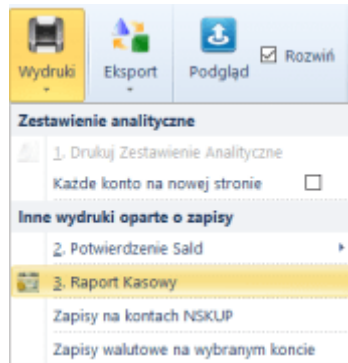 Wydruki
Eksport
Podgląd
Rozwiń
Zestawienie analityczne
1. Drukuj Zestawienie Analityczne
Każde konto na nowej stronie
Inne wydruki oparte o zapisy
2. Potwierdzenie Sald
3. Raport Kasowy
Zapisy na kontach NSKUP
Zapisy walutowe na wybranym koncie